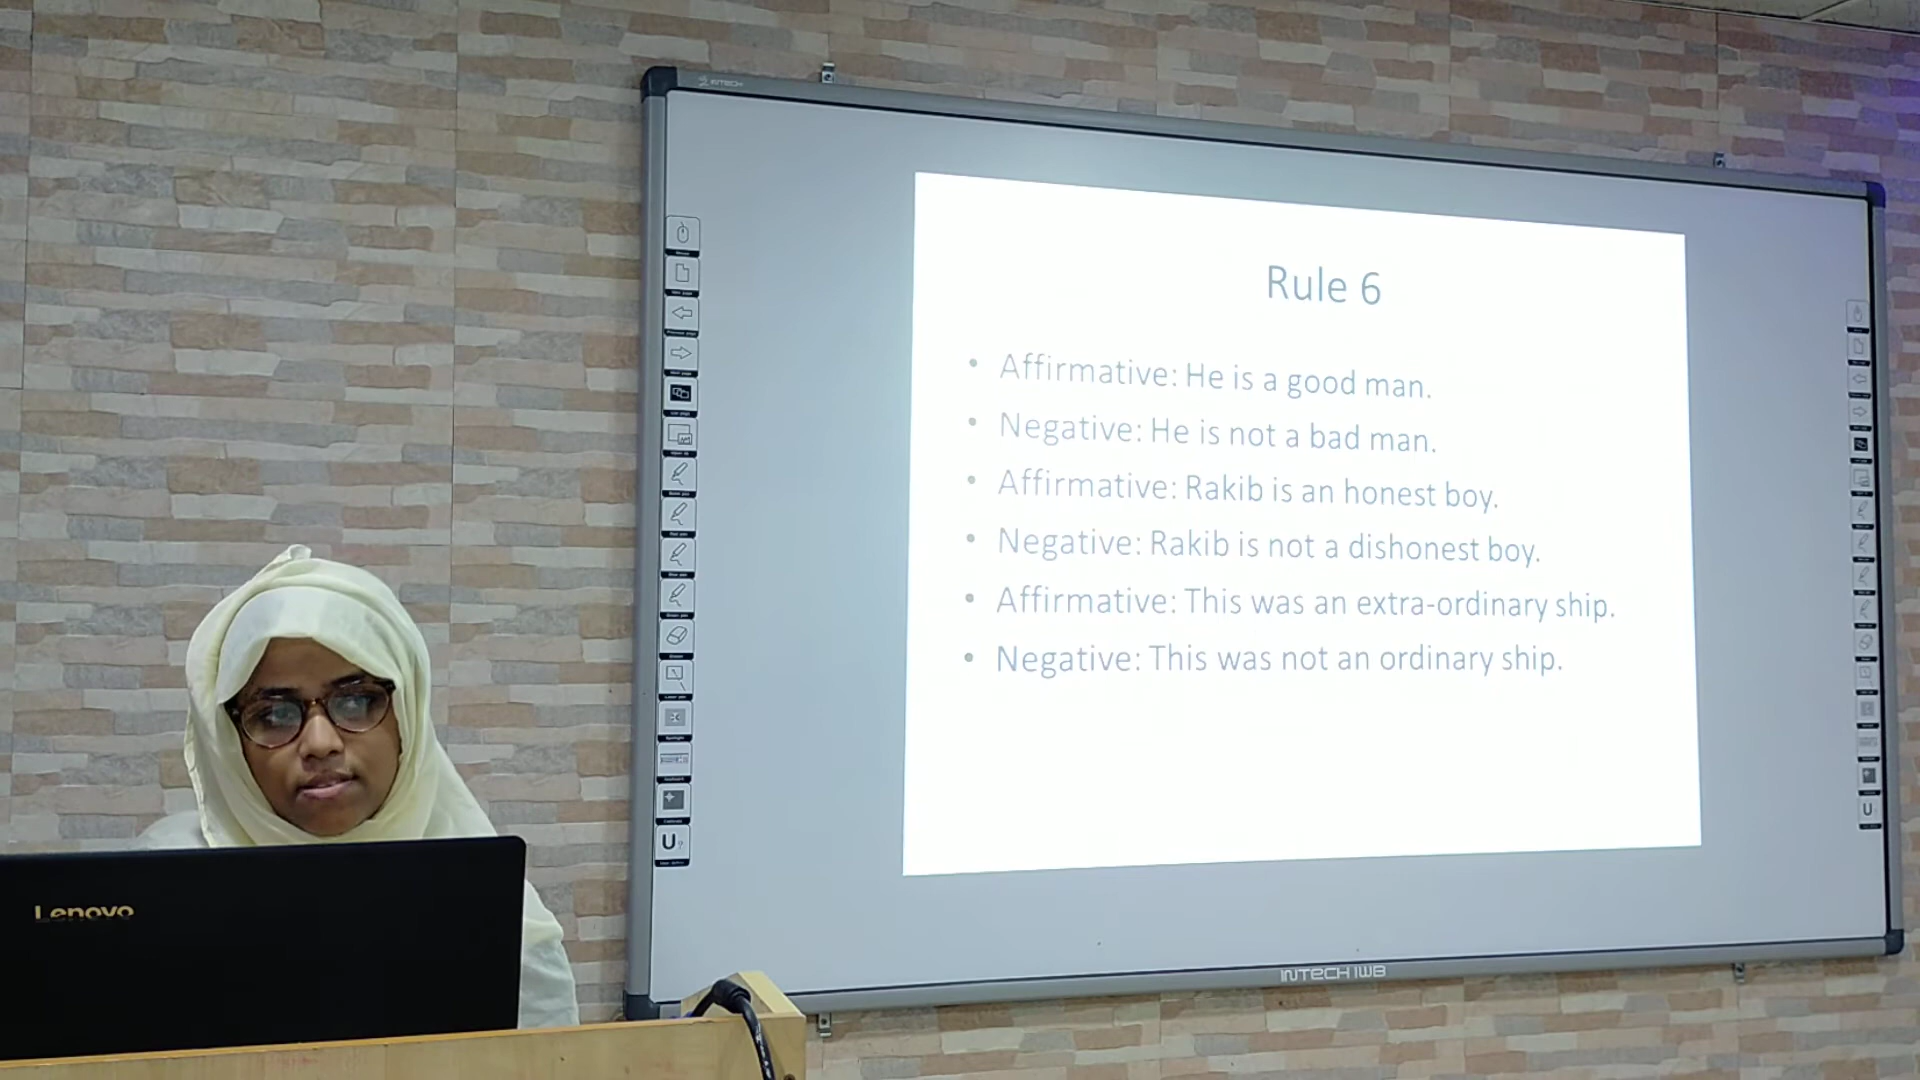 INTECH
Rule 6
• Affirmative: He is a good man.
• Negative: He is not a bad man.
• Affirmative: Rakib is an honest boy.
• Negative: Rakib is not a dishonest boy.
• Affirmative: This was an extra-ordinary ship.
• Negative: This was not an ordinary ship.
U
U
Lenovo
INTECH IWB